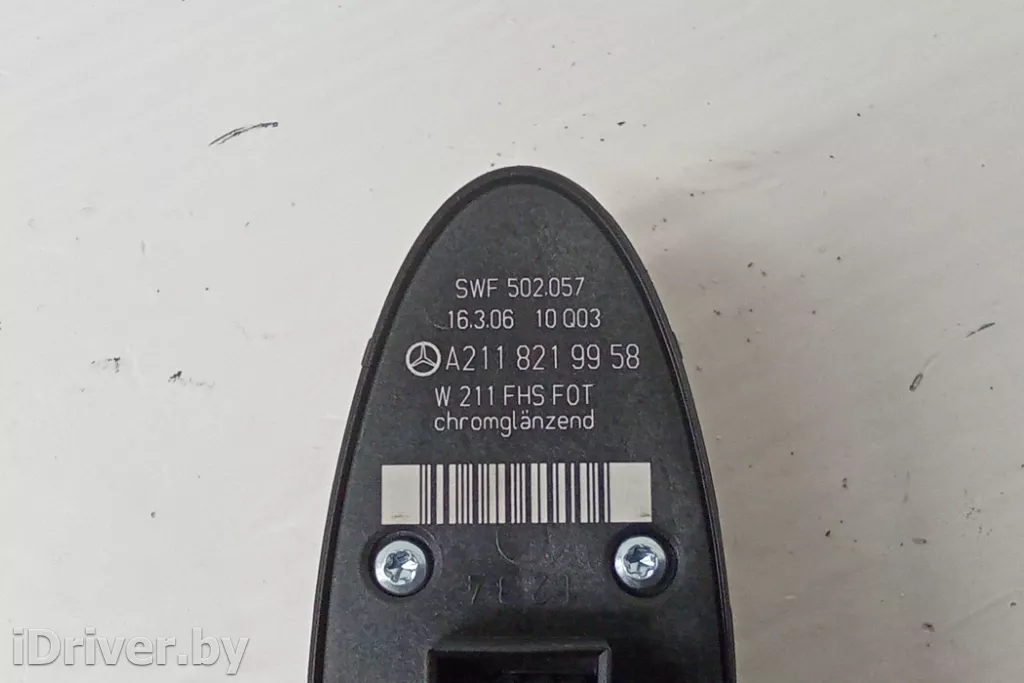 SWF 502.057
16.3.06 10 Q03
A211 821 99 58
W 211 FHS FOT
chromglänzend
iDriver.by